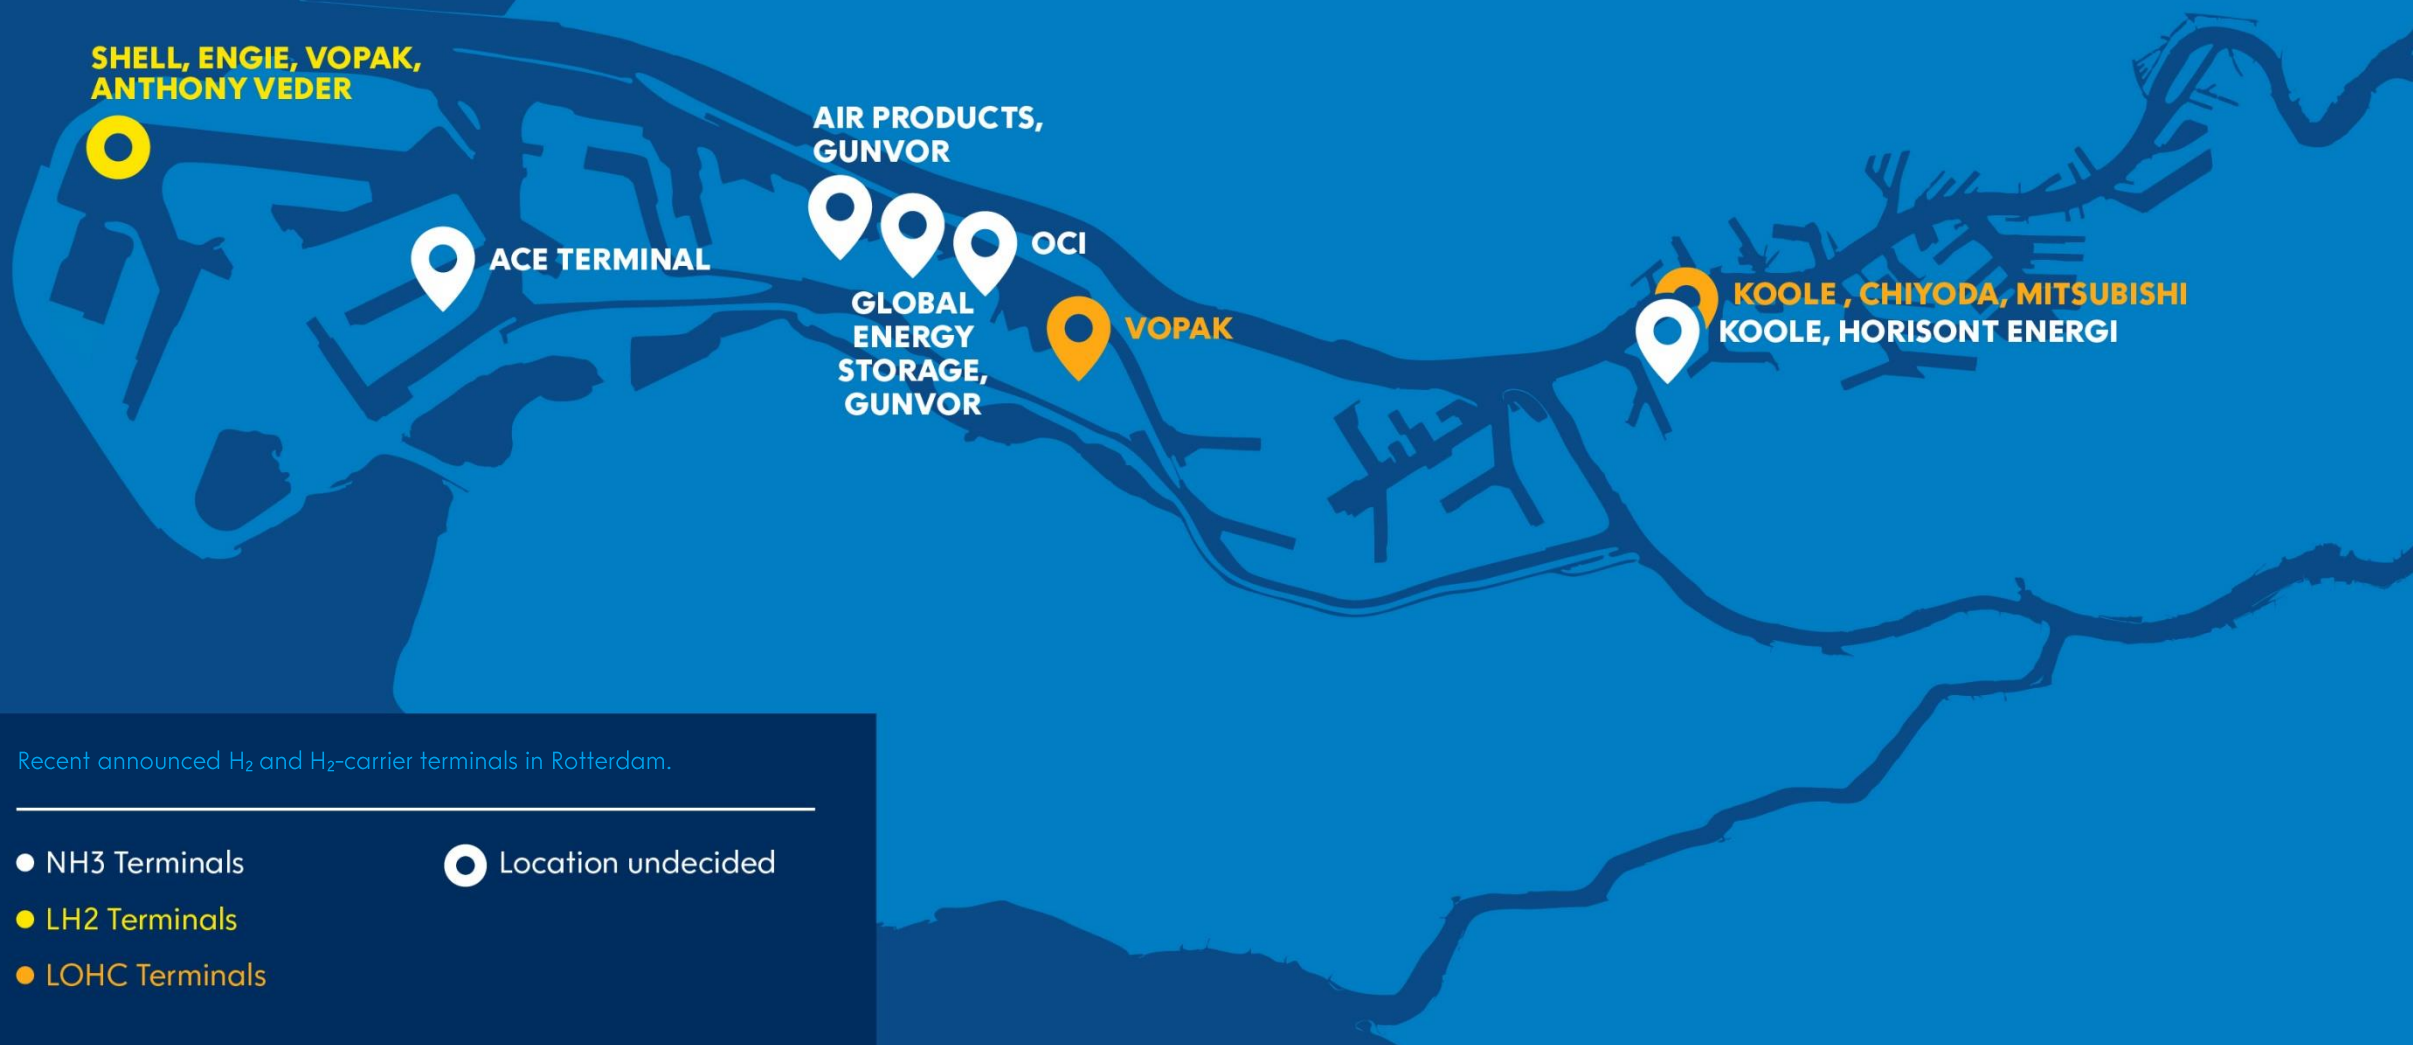 SHELL, ENGIE, VOPAK,
ANTHONY VEDER
AIR PRODUCTS,
GUNVOR
ACE TERMINAL
OCI
GLOBAL
ENERGY
STORAGE,
GUNVOR
VOPAK
KOOLE , CHIYODA, MITSUBISHI
KOOLE, HORISONT ENERGI
Recent announced H₂ and H₂-carrier terminals in Rotterdam.
NH3 Terminals
Location undecided
LH2 Terminals
LOHC Terminals